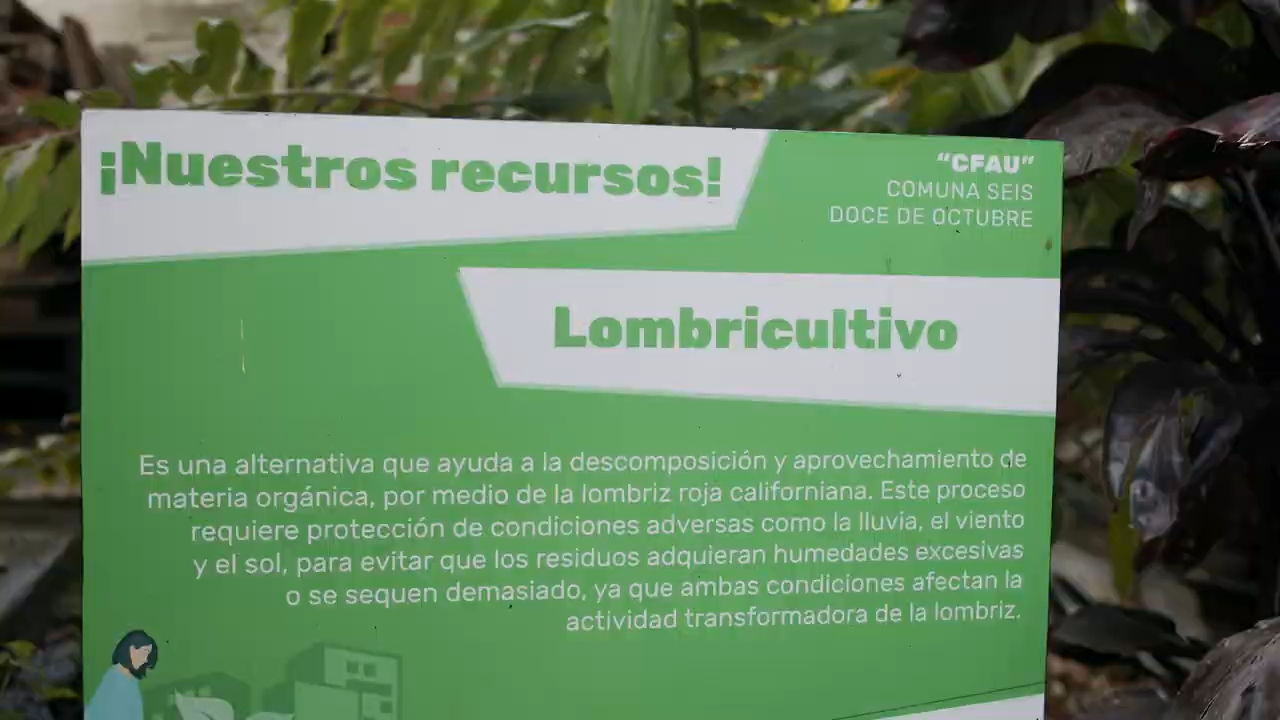 ¡Nuestros recursos!
"CFAU"
COMUNA SEIS
DOCE DE OCTUBRE
Lombricultivo
Es una alternativa que ayuda a la descomposición y aprovechamiento de
materia orgánica, por medio de la lombriz roja californiana. Este proceso
requiere protección de condiciones adversas como la lluvia, el viento
y el sol, para evitar que los residuos adquieran humedades excesivas
o se sequen demasiado, ya que ambas condiciones afectan la
actividad transformadora de la lombriz.